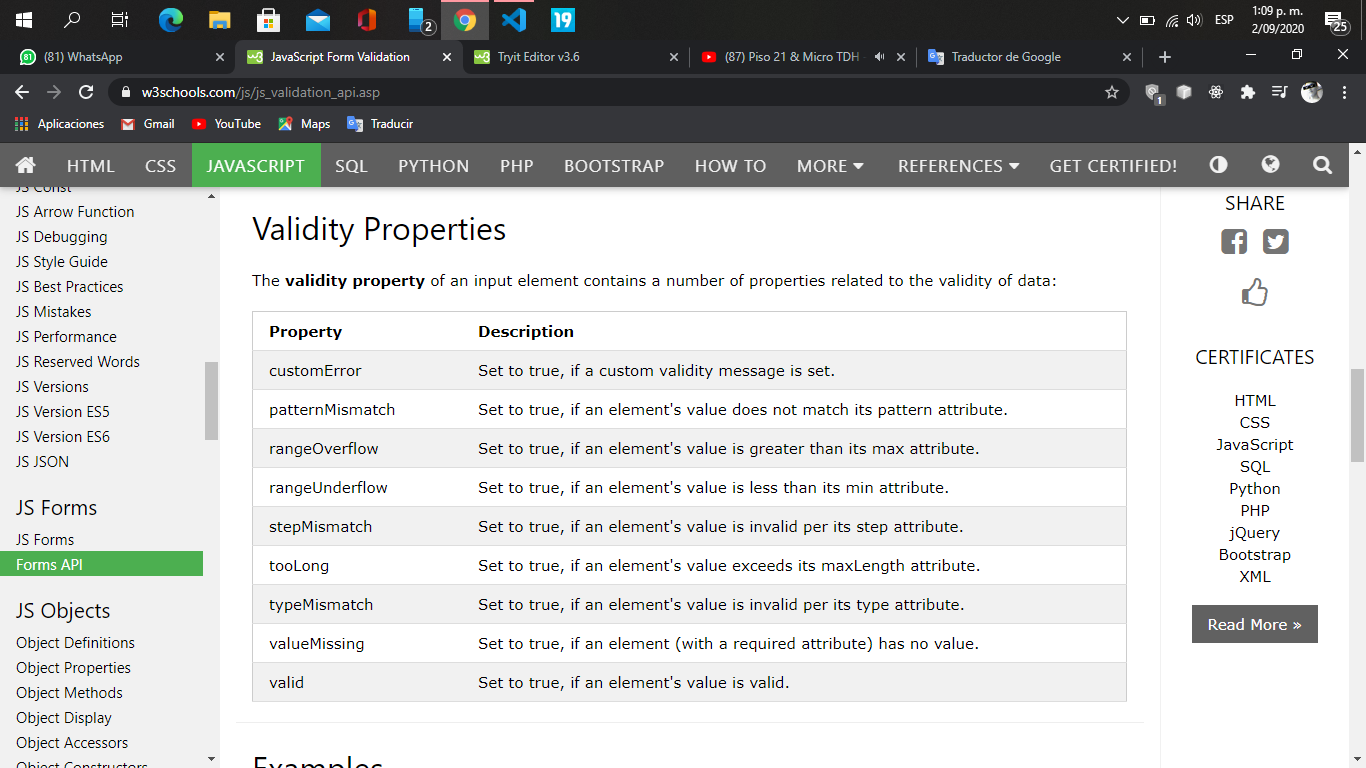 2
19
ESP
1:09 p. m.
2/09/2020
25
(81) WhatsApp
JavaScript Form Validation
Tryit Editor v3.6
(87) Piso 21 & Micro TDH -
Traductor de Google
w3schools.com/js/js_validation_api.asp
1
Aplicaciones
Gmail
YouTube
Maps
Traducir
HTML
CSS
JAVASCRIPT
SQL
PYTHON
PHP
BOOTSTRAP
HOW TO
MORE
REFERENCES
GET CERTIFIED!
JS Const
JS Arrow Function
JS Debugging
JS Style Guide
JS Best Practices
JS Mistakes
JS Performance
JS Reserved Words
JS Versions
JS Version ES5
JS Version ES6
JS JSON
JS Forms
JS Forms
Forms API
JS Objects
Object Definitions
Object Properties
Object Methods
Object Display
Object Accessors
Object Constructors
Validity Properties
The validity property of an input element contains a number of properties related to the validity of data:
Property Description
customError Set to true, if a custom validity message is set.
patternMismatch Set to true, if an element's value does not match its pattern attribute.
rangeOverflow Set to true, if an element's value is greater than its max attribute.
rangeUnderflow Set to true, if an element's value is less than its min attribute.
stepMismatch Set to true, if an element's value is invalid per its step attribute.
tooLong Set to true, if an element's value exceeds its maxLength attribute.
typeMismatch Set to true, if an element's value is invalid per its type attribute.
valueMissing Set to true, if an element (with a required attribute) has no value.
valid Set to true, if an element's value is valid.
Examples
SHARE
CERTIFICATES
HTML
CSS
JavaScript
SQL
Python
PHP
jQuery
Bootstrap
XML
Read More »